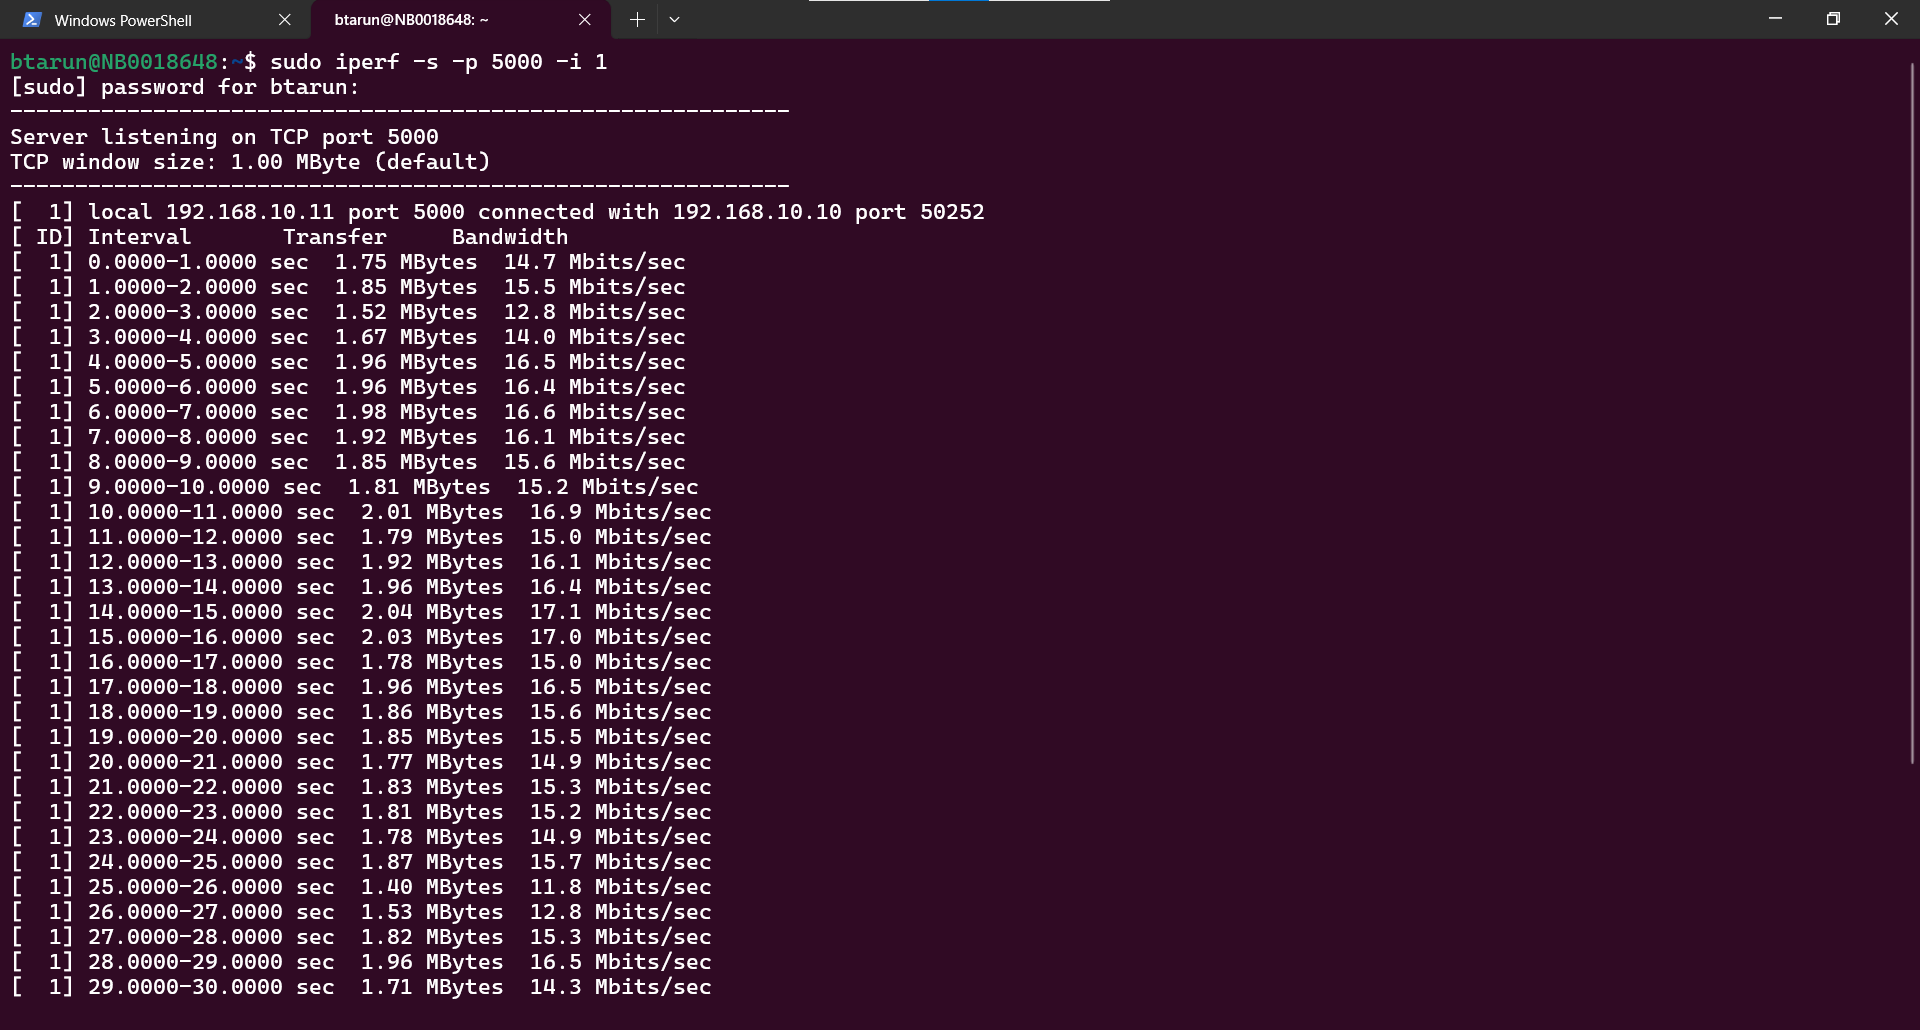 Windows PowerShell
btarun@NB0018648: ~
btarun@NB0018648:~$ sudo iperf -s -p 5000 -i 1
[sudo] password for btarun:
------------------------------------------------------------
Server listening on TCP port 5000
TCP window size: 1.00 MByte (default)
------------------------------------------------------------
[  1] local 192.168.10.11 port 5000 connected with 192.168.10.10 port 50252
[ ID] Interval       Transfer     Bandwidth
[  1] 0.0000-1.0000 sec  1.75 MBytes  14.7 Mbits/sec
[  1] 1.0000-2.0000 sec  1.85 MBytes  15.5 Mbits/sec
[  1] 2.0000-3.0000 sec  1.52 MBytes  12.8 Mbits/sec
[  1] 3.0000-4.0000 sec  1.67 MBytes  14.0 Mbits/sec
[  1] 4.0000-5.0000 sec  1.96 MBytes  16.5 Mbits/sec
[  1] 5.0000-6.0000 sec  1.96 MBytes  16.4 Mbits/sec
[  1] 6.0000-7.0000 sec  1.98 MBytes  16.6 Mbits/sec
[  1] 7.0000-8.0000 sec  1.92 MBytes  16.1 Mbits/sec
[  1] 8.0000-9.0000 sec  1.85 MBytes  15.6 Mbits/sec
[  1] 9.0000-10.0000 sec  1.81 MBytes  15.2 Mbits/sec
[  1] 10.0000-11.0000 sec  2.01 MBytes  16.9 Mbits/sec
[  1] 11.0000-12.0000 sec  1.79 MBytes  15.0 Mbits/sec
[  1] 12.0000-13.0000 sec  1.92 MBytes  16.1 Mbits/sec
[  1] 13.0000-14.0000 sec  1.96 MBytes  16.4 Mbits/sec
[  1] 14.0000-15.0000 sec  2.04 MBytes  17.1 Mbits/sec
[  1] 15.0000-16.0000 sec  2.03 MBytes  17.0 Mbits/sec
[  1] 16.0000-17.0000 sec  1.78 MBytes  15.0 Mbits/sec
[  1] 17.0000-18.0000 sec  1.96 MBytes  16.5 Mbits/sec
[  1] 18.0000-19.0000 sec  1.86 MBytes  15.6 Mbits/sec
[  1] 19.0000-20.0000 sec  1.85 MBytes  15.5 Mbits/sec
[  1] 20.0000-21.0000 sec  1.77 MBytes  14.9 Mbits/sec
[  1] 21.0000-22.0000 sec  1.83 MBytes  15.3 Mbits/sec
[  1] 22.0000-23.0000 sec  1.81 MBytes  15.2 Mbits/sec
[  1] 23.0000-24.0000 sec  1.78 MBytes  14.9 Mbits/sec
[  1] 24.0000-25.0000 sec  1.87 MBytes  15.7 Mbits/sec
[  1] 25.0000-26.0000 sec  1.40 MBytes  11.8 Mbits/sec
[  1] 26.0000-27.0000 sec  1.53 MBytes  12.8 Mbits/sec
[  1] 27.0000-28.0000 sec  1.82 MBytes  15.3 Mbits/sec
[  1] 28.0000-29.0000 sec  1.96 MBytes  16.5 Mbits/sec
[  1] 29.0000-30.0000 sec  1.71 MBytes  14.3 Mbits/sec